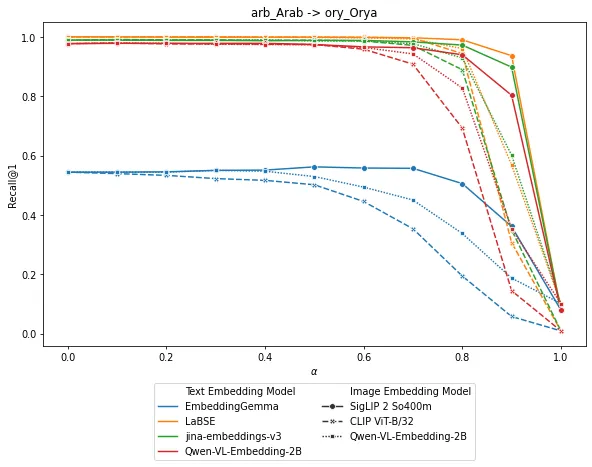 arb_Arab -> ory_Orya
Recall@1
1.0
0.8
0.6
0.4
0.2
0.0
0.0 0.2 0.4 0.6 0.8 1.0
α
Text Embedding Model
EmbeddingGemma
LaBSE
jina-embeddings-v3
Qwen-VL-Embedding-2B
Image Embedding Model
SigLIP 2 So400m
CLIP ViT-B/32
Qwen-VL-Embedding-2B